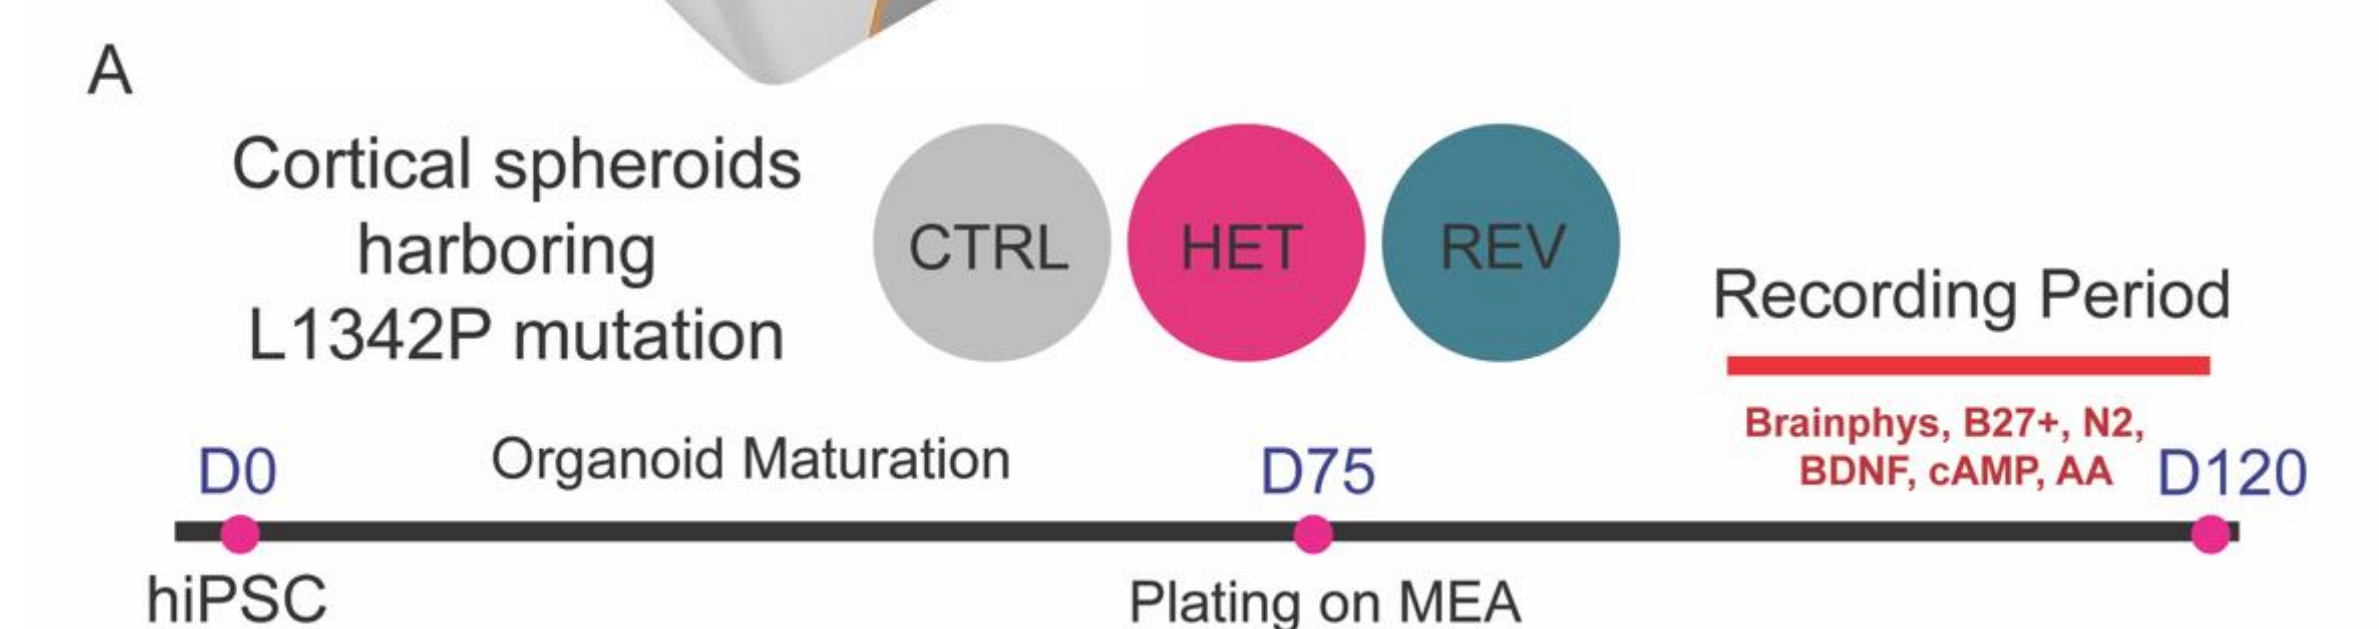 A
Cortical spheroids
harboring
L1342P mutation
CTRL
HET
REV
Recording Period
Brainphys, B27+, N2,
BDNF, cAMP, AA
D0
Organoid Maturation
D75
D120
hiPSC
Plating on MEA